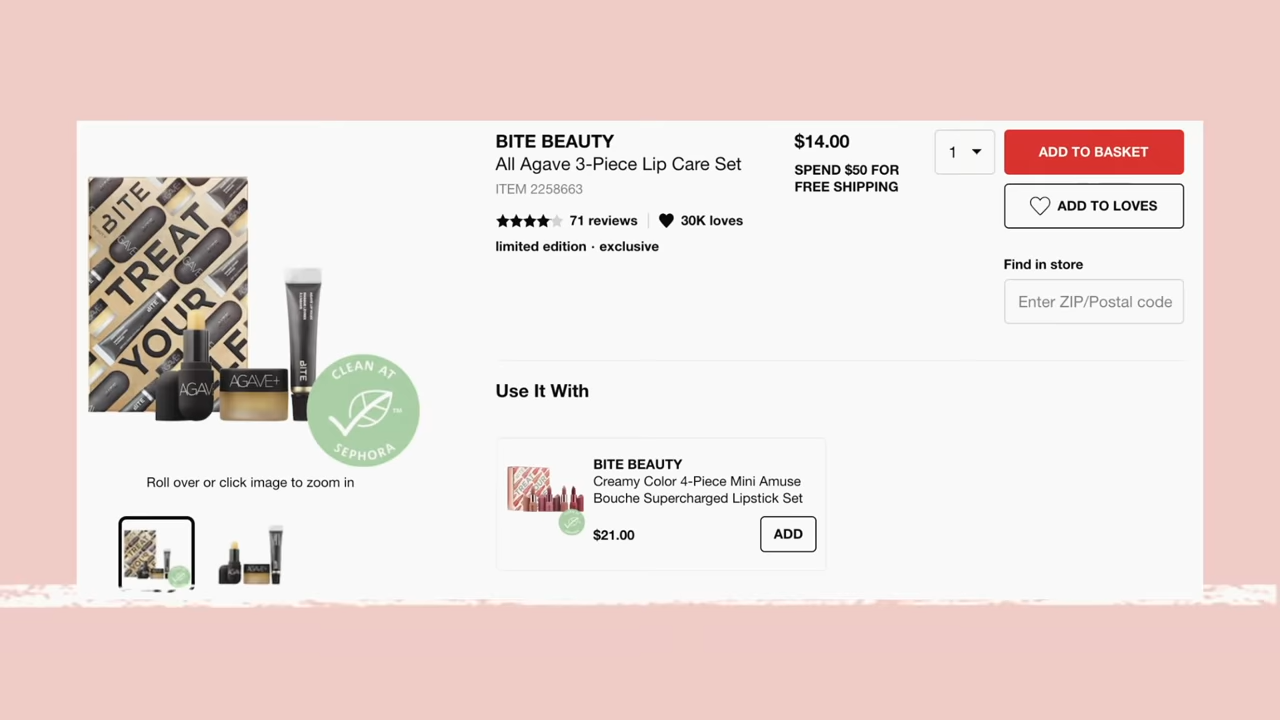 BITE BEAUTY
All Agave 3-Piece Lip Care Set
ITEM 2258663
71 reviews
30K loves
limited edition · exclusive
$14.00
SPEND $50 FOR
FREE SHIPPING
1
ADD TO BASKET
ADD TO LOVES
Find in store
Enter ZIP/Postal code
BITE
TREAT
YOUR
AGAVE+
BITE
CLEAN AT
SEPHORA
TM
Roll over or click image to zoom in
Use It With
BITE BEAUTY
Creamy Color 4-Piece Mini Amuse
Bouche Supercharged Lipstick Set
$21.00
ADD